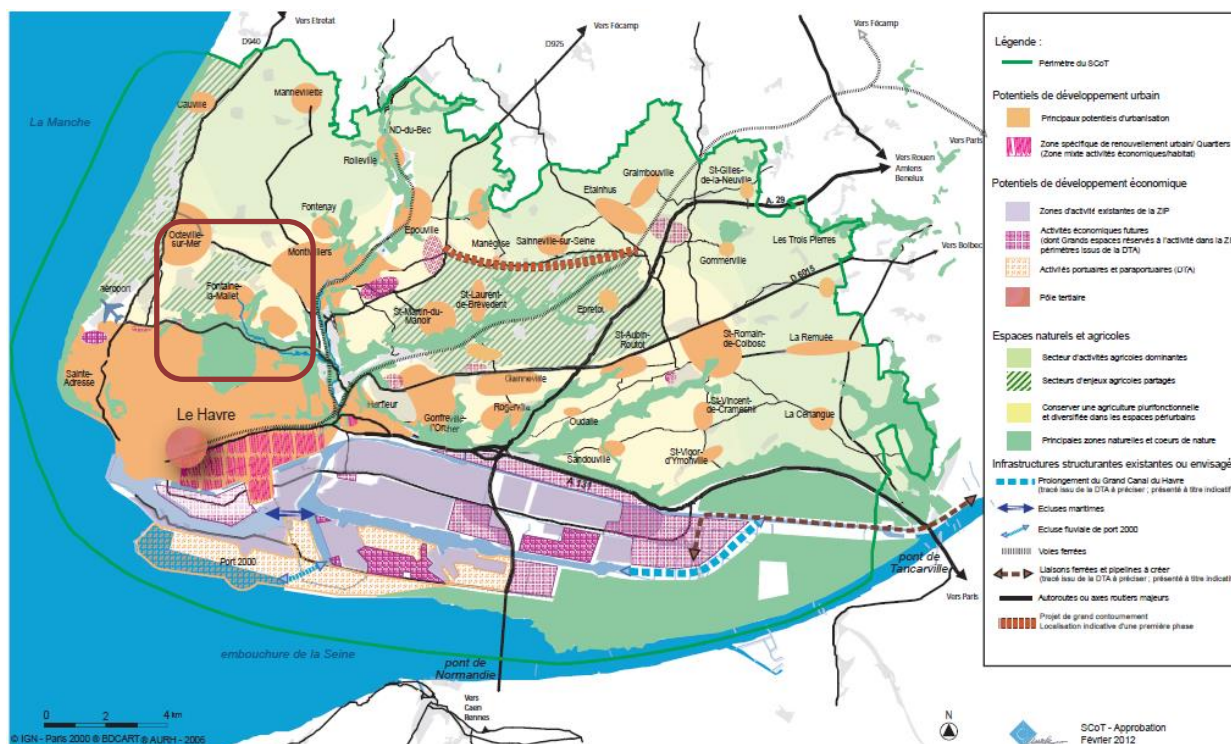 Vers Etretat
D940
D925
Vers Fécamp
Vers Fécamp
La Manche
Cauville
Mannevillette
ND-du-Bec
Rolleville
Vers Paris
Vers Rouen
Amiens
Benelux
St-Gilles-
de-la-Neuville
Graimbouville
Etainhus
A. 29
Fontenay
Epouville
Octeville-
sur-Mer
Montivilliers
Manéglise
Sainneville-sur-Seine
Les Trois Pierres
Vers Bolbec
Gommerville
D 6015
aéroport
Fontaine-
la-Mallet
St-Laurent-
de-Brèvedent
St-Martin-du-
Manoir
Epretot
St-Aubin-
Routot
St-Romain-
de-Colbosc
La Remuée
Sainte-
Adresse
Le Havre
Harfleur
Gonfreville-
l'Orcher
Rogerville
Oudalle
St-Vincent-
de-Cramesnil
La Cerlangue
Sandouville
St-Vigor-
d'Ymonville
A 131
Port 2000
pont de
Tancarville
Vers Paris
embouchure de la Seine
pont de
Normandie
Vers
Caen
Rennes
0 2 4 km
© IGN - Paris 2000 ® BDCART ® AURH - 2006
N
Légende :
Périmètre du SCoT
Potentiels de développement urbain
Principaux potentiels d'urbanisation
Zone spécifique de renouvellement urbain/ Quartiers
(Zone mixte activités économiques/habitat)
Potentiels de développement économique
Zones d'activité existantes de la ZIP
Activités économiques futures
(dont Grands espaces réservés à l'activité dans la ZI
périmètres issus de la DTA)
Activités portuaires et paraportuaires (DTA)
Pôle tertiaire
Espaces naturels et agricoles
Secteur d'activités agricoles dominantes
Secteurs d'enjeux agricoles partagés
Conserver une agriculture plurifonctionnelle
et diversifiée dans les espaces périurbains
Principales zones naturelles et coeurs de nature
Infrastructures structurantes existantes ou envisagé
Prolongement du Grand Canal du Havre
(tracé issu de la DTA à préciser ; présenté à titre indicatif
Ecluses maritimes
Ecluse fluviale de port 2000
Voies ferrées
Liaisons ferrées et pipelines à créer
(tracé issu de la DTA à préciser ; présenté à titre indicatif
Autoroutes ou axes routiers majeurs
Projet de grand contournement
Localisation indicative d'une première phase
SCoT - Approbation
Février 2012